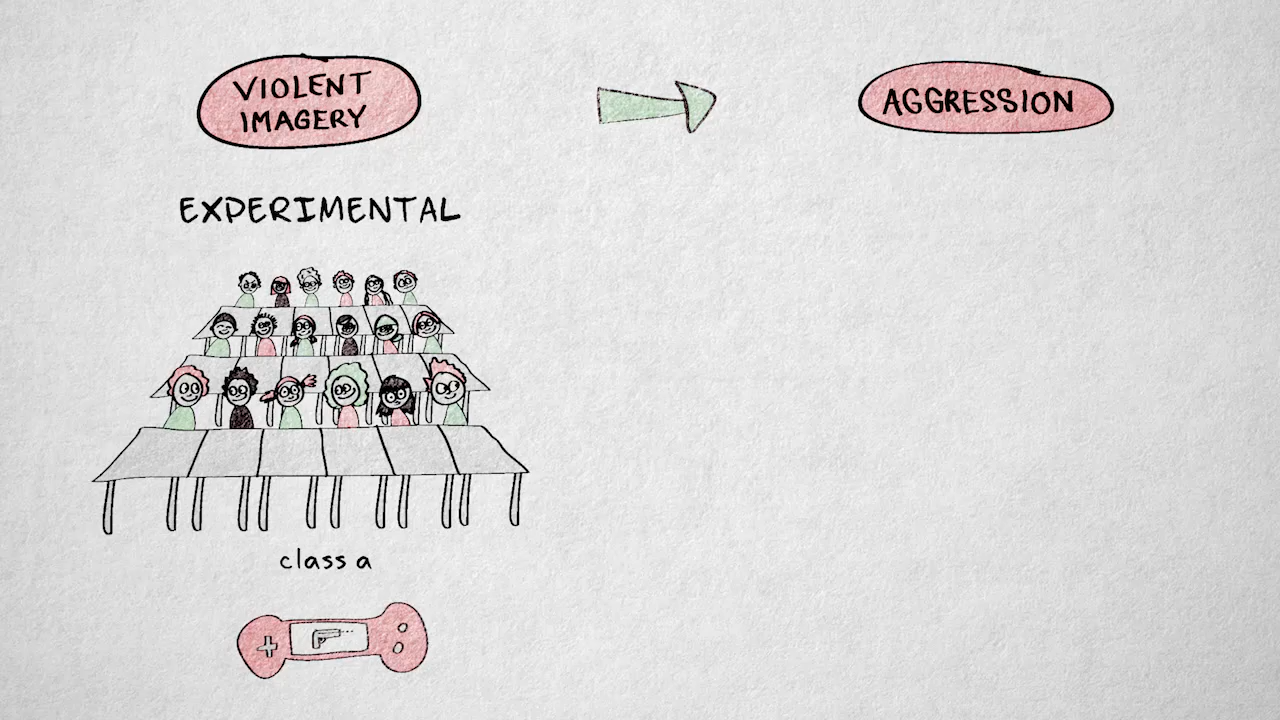 VIOLENT
IMAGERY
AGGRESSION
EXPERIMENTAL
class a